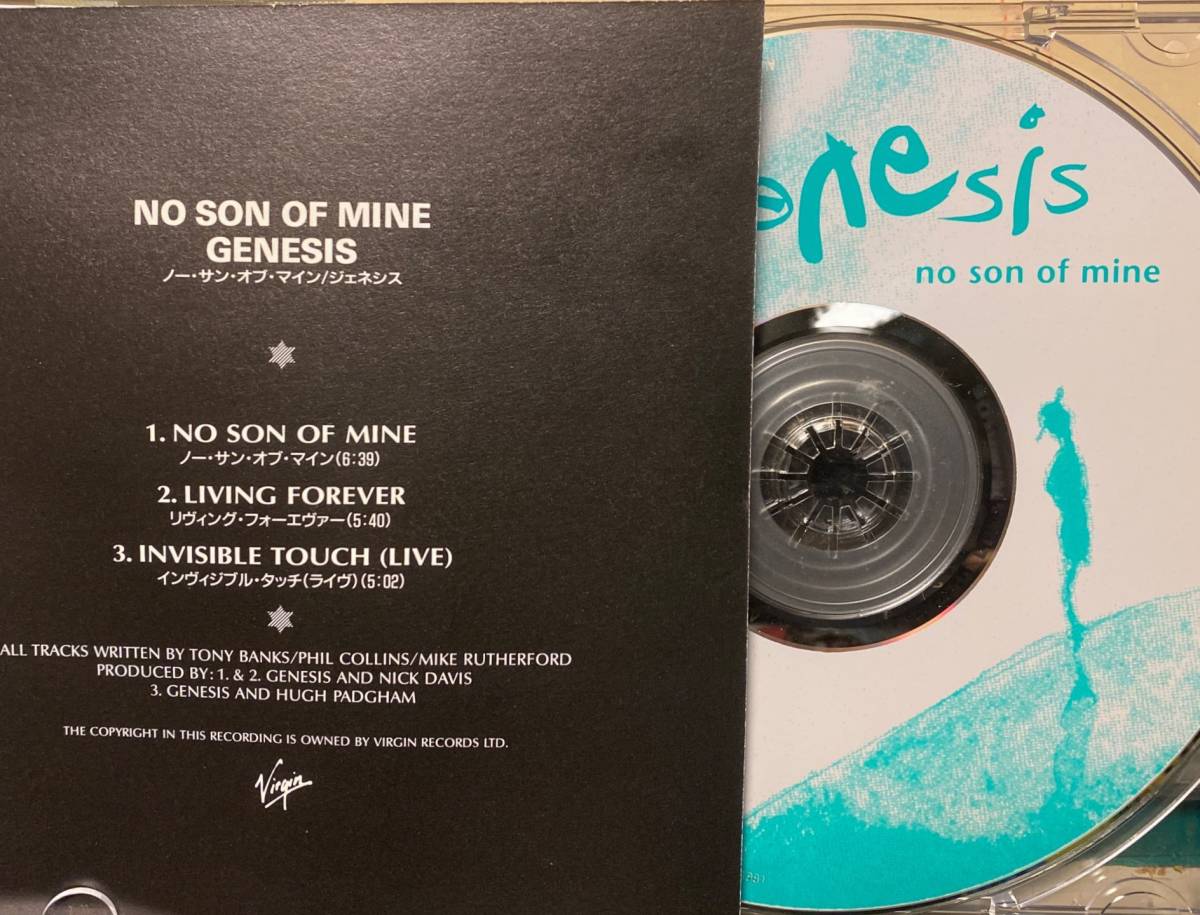 NO SON OF MINE
GENESIS
ノー・サン・オブ・マイン/ジェネシス
1. NO SON OF MINE
ノー・サン・オブ・マイン(6:39)
2. LIVING FOREVER
リヴィング・フォーエヴァー(5:40)
3. INVISIBLE TOUCH (LIVE)
インヴィジブル・タッチ(ライヴ)(5:02)
ALL TRACKS WRITTEN BY TONY BANKS/PHIL COLLINS/MIKE RUTHERFORD
PRODUCED BY: 1. & 2. GENESIS AND NICK DAVIS
3. GENESIS AND HUGH PADGHAM
THE COPYRIGHT IN THIS RECORDING IS OWNED BY VIRGIN RECORDS LTD.
Virgin
enesis
no son of mine